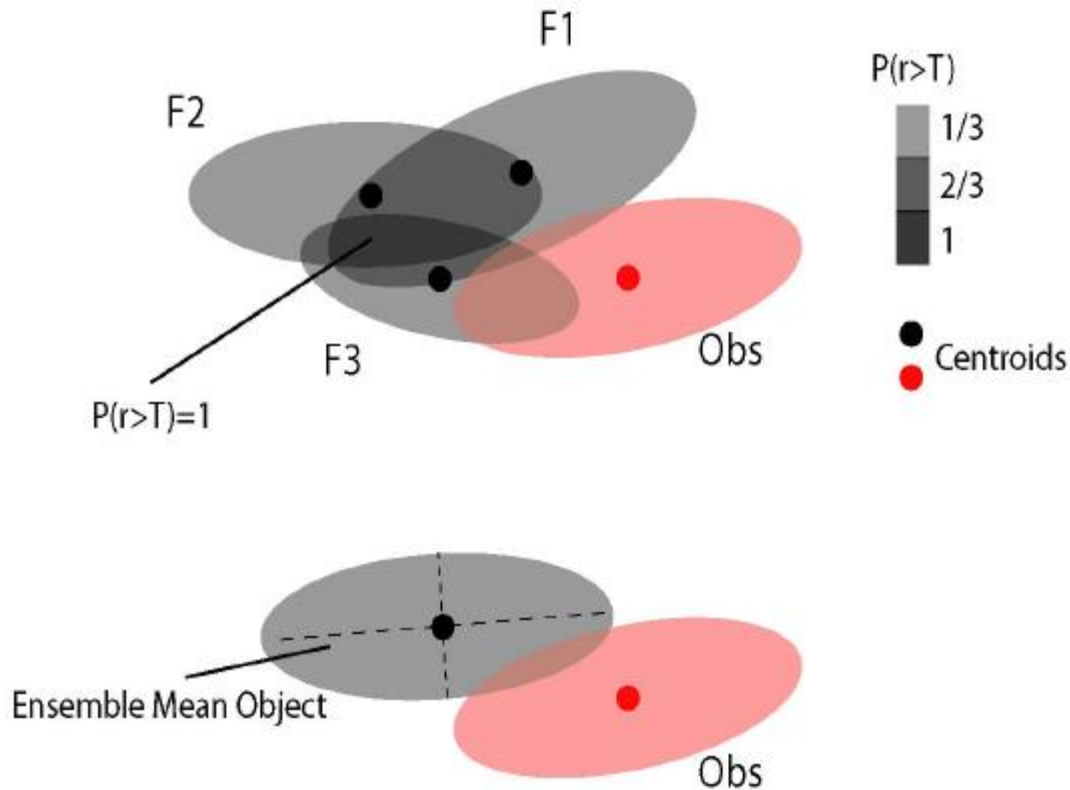 F1
F2
P(r>T)
1/3
2/3
1
F3
Obs
Centroids
P(r>T)=1
Ensemble Mean Object
Obs